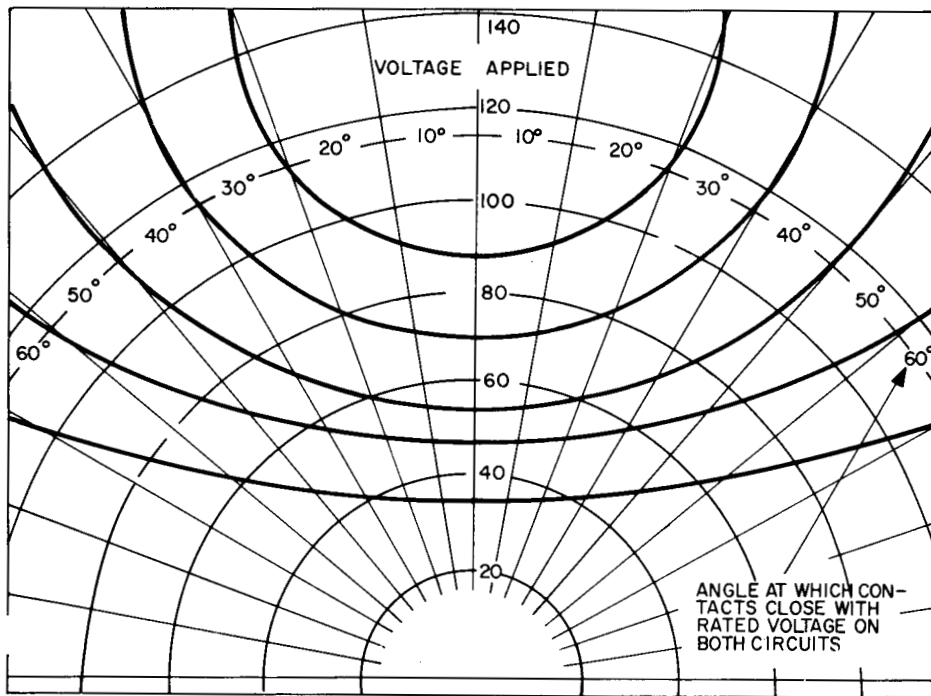 140
VOLTAGE APPLIED
120
20° 10° 10° 20°
30° 30°
100
40° 40°
50° 80 50°
60° 60°
60
40
20
ANGLE AT WHICH CON-
TACTS CLOSE WITH
RATED VOLTAGE ON
BOTH CIRCUITS